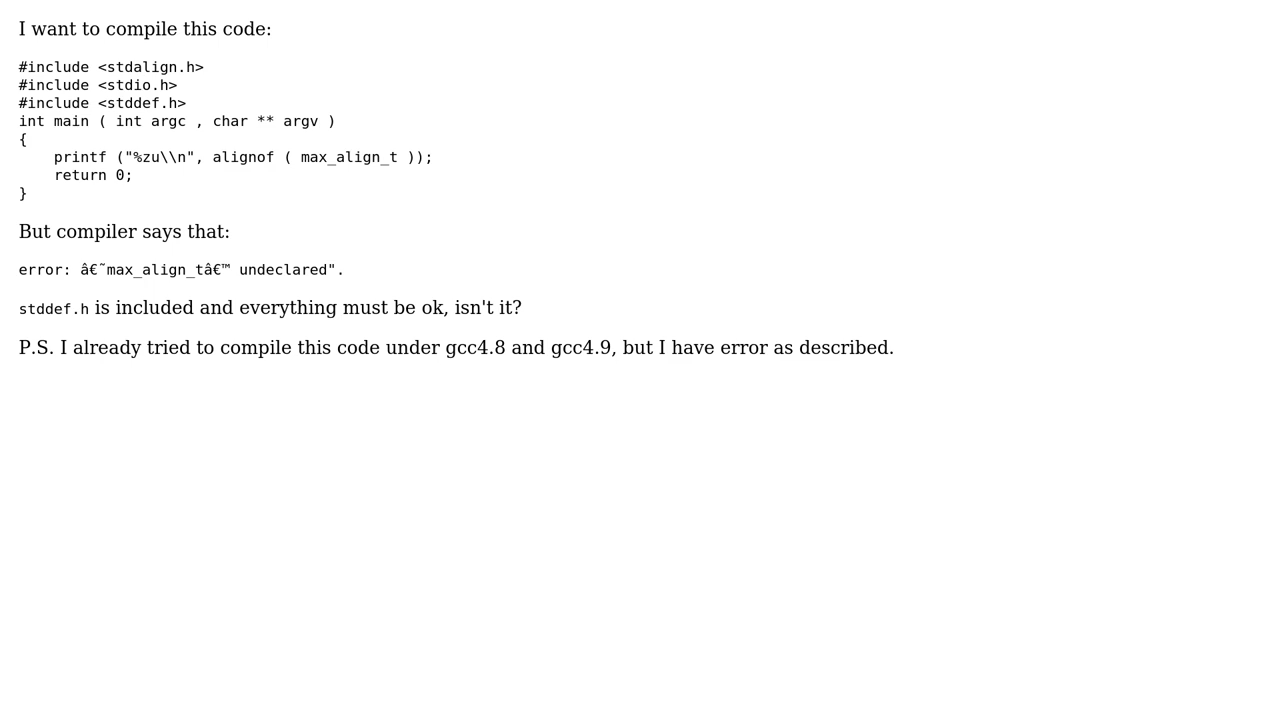 I want to compile this code:
#include <stdalign.h>
#include <stdio.h>
#include <stddef.h>
int main ( int argc , char ** argv )
{
    printf ("%zu\\n", alignof ( max_align_t ));
    return 0;
}
But compiler says that:
error: â€˜max_align_tâ€™ undeclared".
stddef.h is included and everything must be ok, isn't it?
P.S. I already tried to compile this code under gcc4.8 and gcc4.9, but I have error as described.